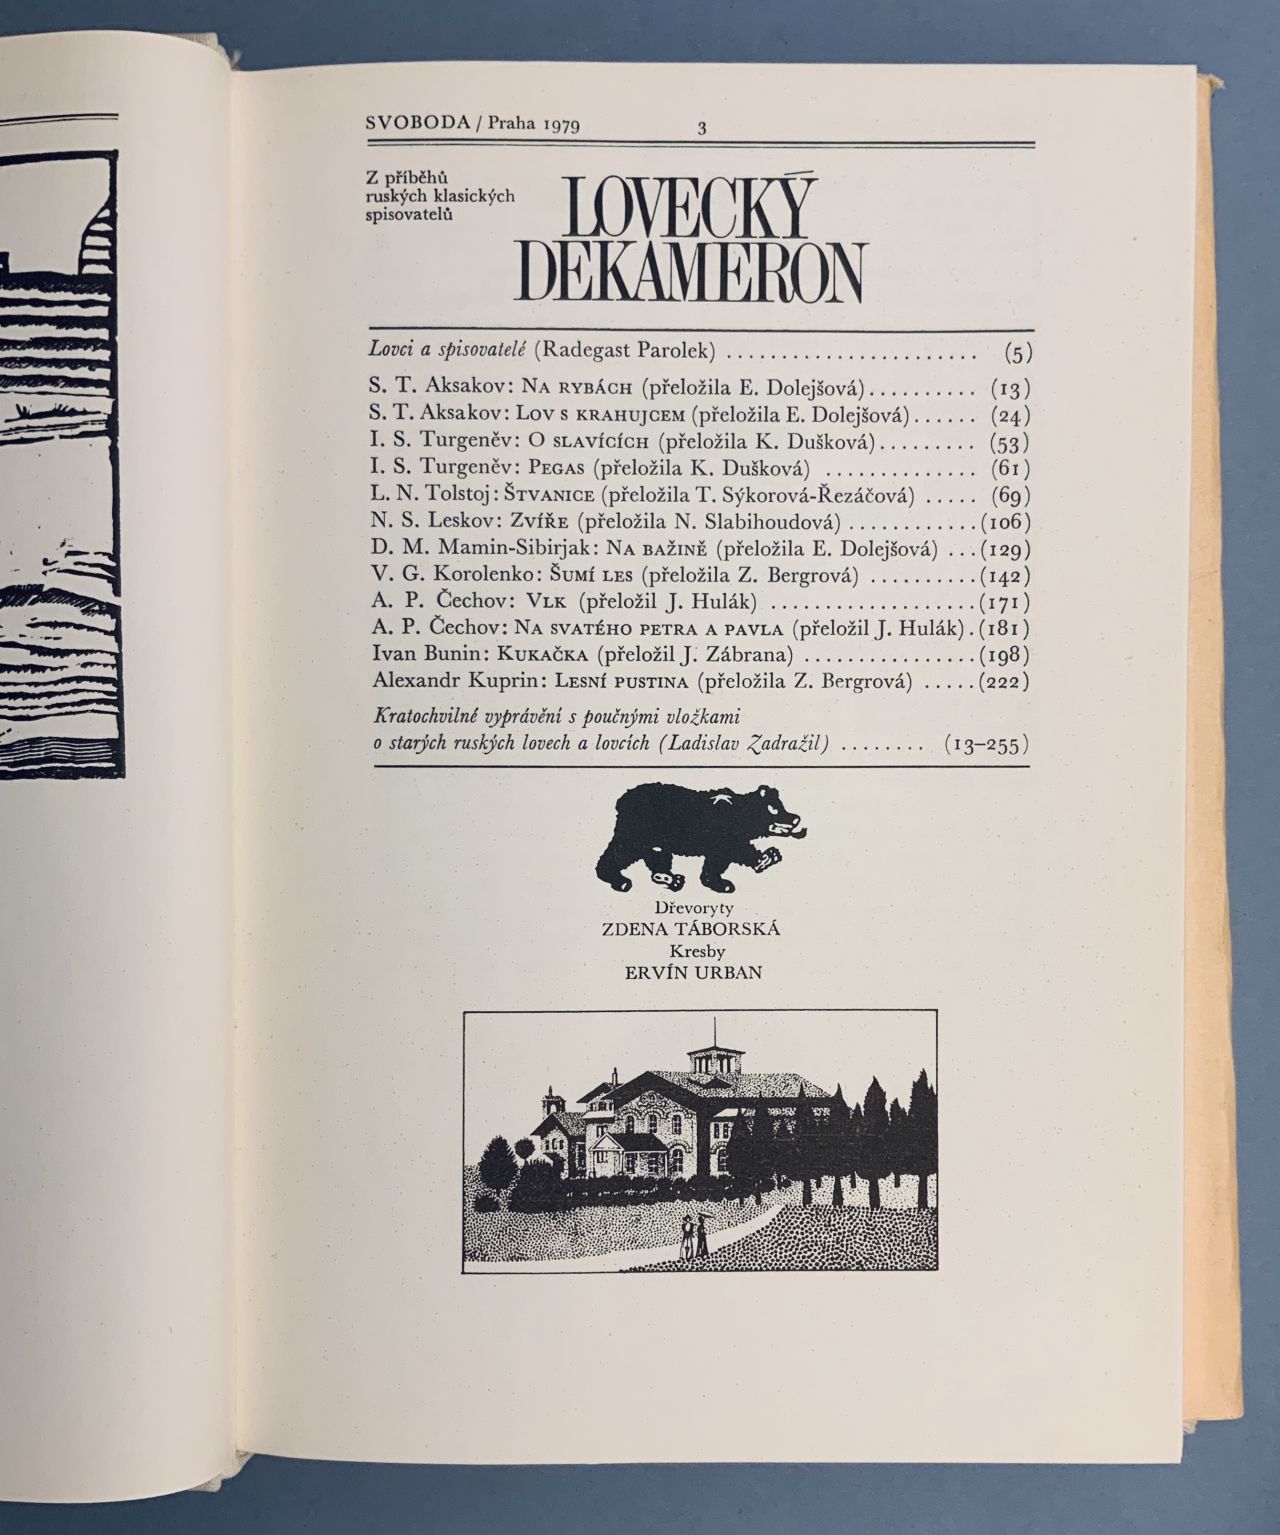 SVOBODA / Praha 1979 3
Z příběhů
ruských klasických
spisovatelů
LOVECKÝ
DEKAMERON
Lovci a spisovatelé (Radegast Parolek) ...................... (5)
S. T. Aksakov: NA RYBÁCH (přeložila E. Dolejšová).......... (13)
S. T. Aksakov: LOV S KRAHUJCEM (přeložila E. Dolejšová)...... (24)
I. S. Turgeněv: O SLAVÍCÍCH (přeložila K. Dušková)......... (53)
I. S. Turgeněv: PEGAS (přeložila K. Dušková) .............. (61)
L. N. Tolstoj: ŠTVANICE (přeložila T. Sýkorová-Řezáčová) ..... (69)
N. S. Leskov: ZVÍŘE (přeložila N. Slabihoudová) ............(106)
D. M. Mamin-Sibirjak: NA BAŽINĚ (přeložila E. Dolejšová) ...(129)
V. G. Korolenko: ŠUMÍ LES (přeložila Z. Bergrová) ..........(142)
A. P. Čechov: VLK (přeložil J. Hulák) ....................(171)
A. P. Čechov: NA SVATÉHO PETRA A PAVLA (přeložil J. Hulák).(181)
Ivan Bunin: KUKAČKA (přeložil J. Zábrana) .................(198)
Alexandr Kuprin: LESNÍ PUSTINA (přeložila Z. Bergrová) .....(222)
Kratochvilné vyprávění s poučnými vložkami
o starých ruských lovech a lovcích (Ladislav Zadražil) ........ (13–255)
Dřevoryty
ZDENA TÁBORSKÁ
Kresby
ERVÍN URBAN